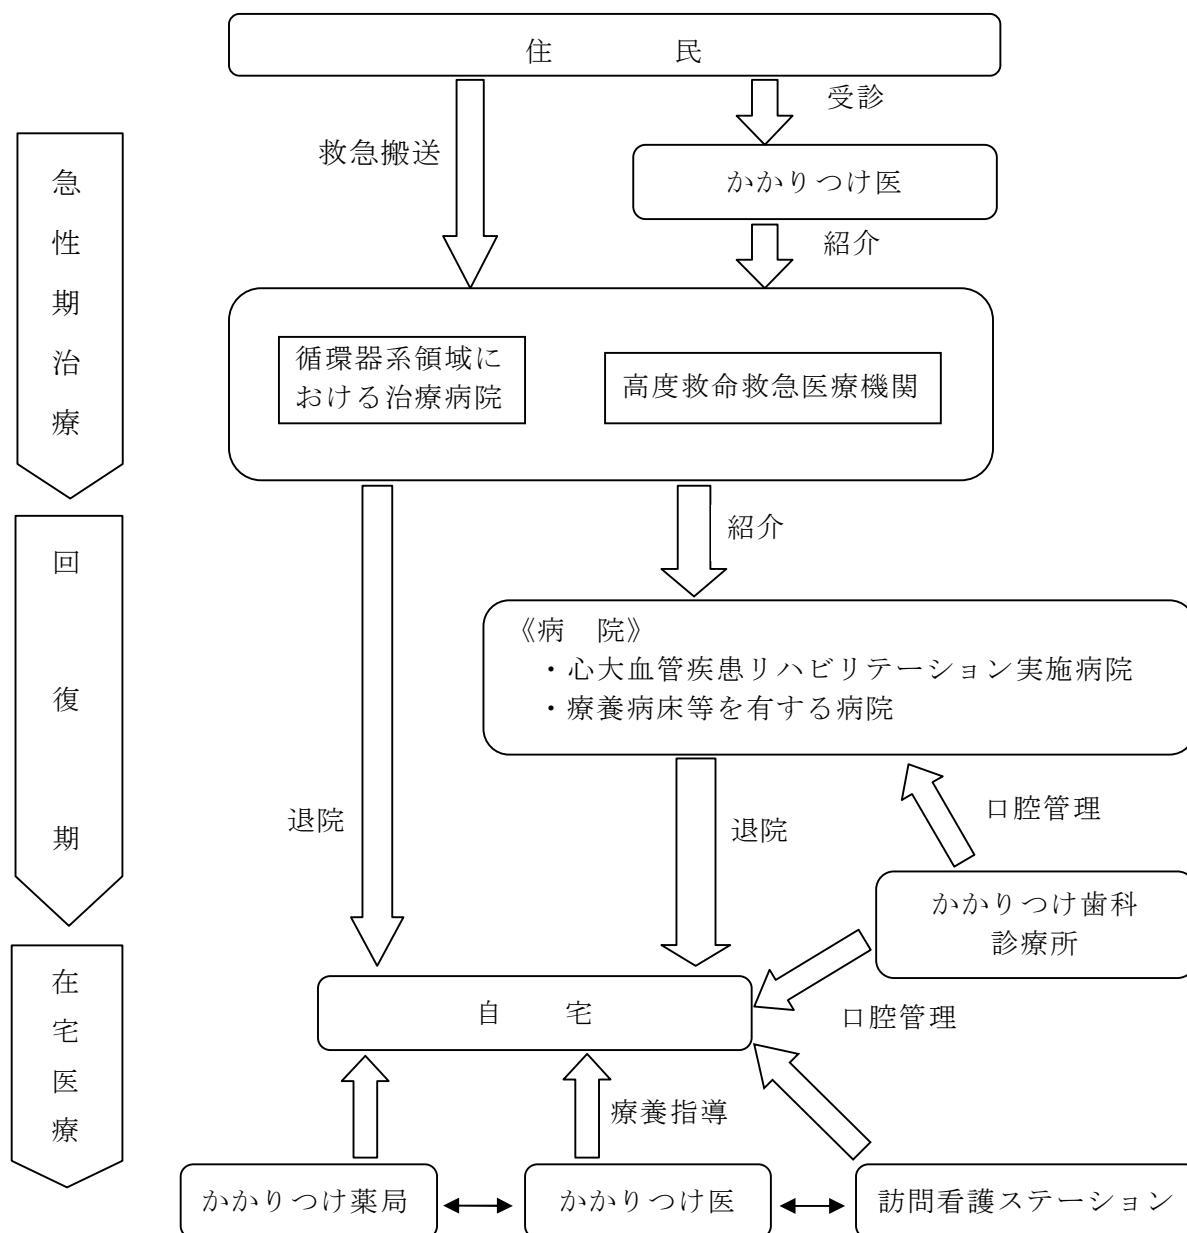 住　　　民
受診
救急搬送
かかりつけ医
紹介
急性期治療
循環器系領域に
おける治療病院
高度救命救急医療機関
紹介
回復期
《病　院》
・心大血管疾患リハビリテーション実施病院
・療養病床等を有する病院
退院
退院
口腔管理
かかりつけ歯科
診療所
口腔管理
在宅医療
自　　宅
療養指導
かかりつけ薬局
かかりつけ医
訪問看護ステーション